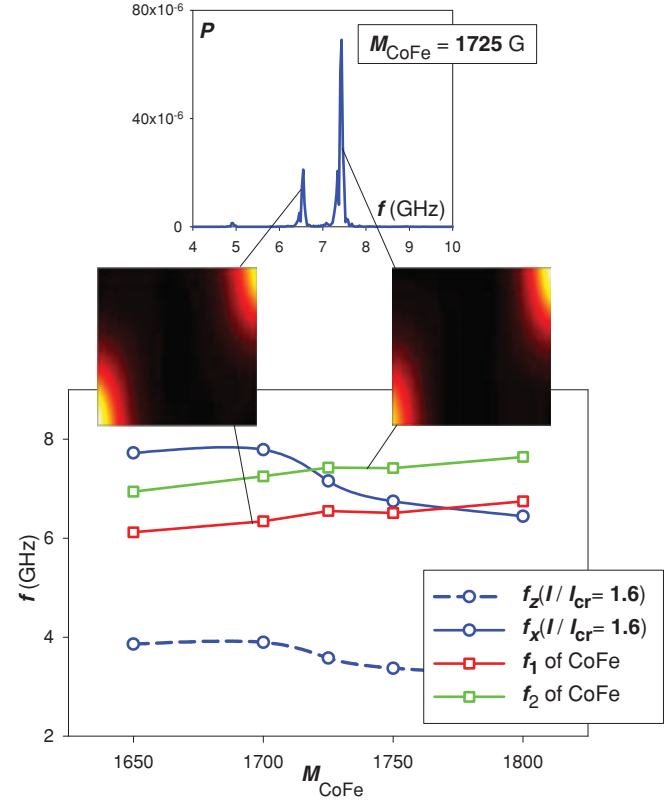 80x10-6
P
MCoFe = 1725 G
40x10-6
f (GHz)
0
4 5 6 7 8 9 10
8
6
f (GHz)
4
2
fz(I / Icr= 1.6)
fx(I / Icr= 1.6)
f1 of CoFe
f2 of CoFe
1650 1700 1750 1800
MCoFe